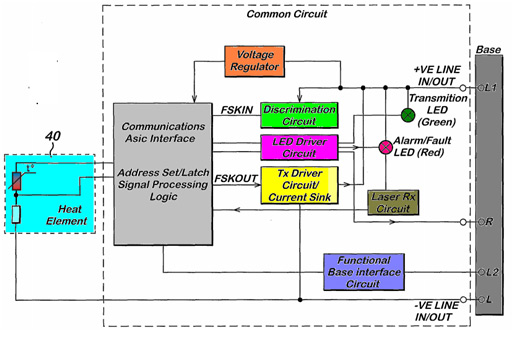 Common Circuit
Voltage
Regulator
Base
+VE LINE
IN/OUT
L1
FSKIN
Discrimination
Circuit
Transmition
LED
(Green)
Communications
Asic Interface
LED Driver
Circuit
Alarm/Fault
LED (Red)
40
Address Set/Latch
Signal Processing
Logic
FSKOUT
Tx Driver
Circuit/
Current Sink
t°
Laser Rx
Circuit
Heat
Element
R
Functional
Base interface
Circuit
L2
L
-VE LINE
IN/OUT